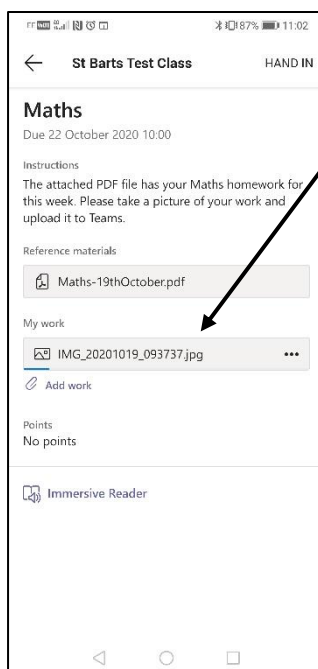 87% 11:02
St Barts Test Class HAND IN
Maths
Due 22 October 2020 10:00
Instructions
The attached PDF file has your Maths homework for
this week. Please take a picture of your work and
upload it to Teams.
Reference materials
Maths-19thOctober.pdf
My work
IMG_20201019_093737.jpg
Add work
Points
No points
Immersive Reader